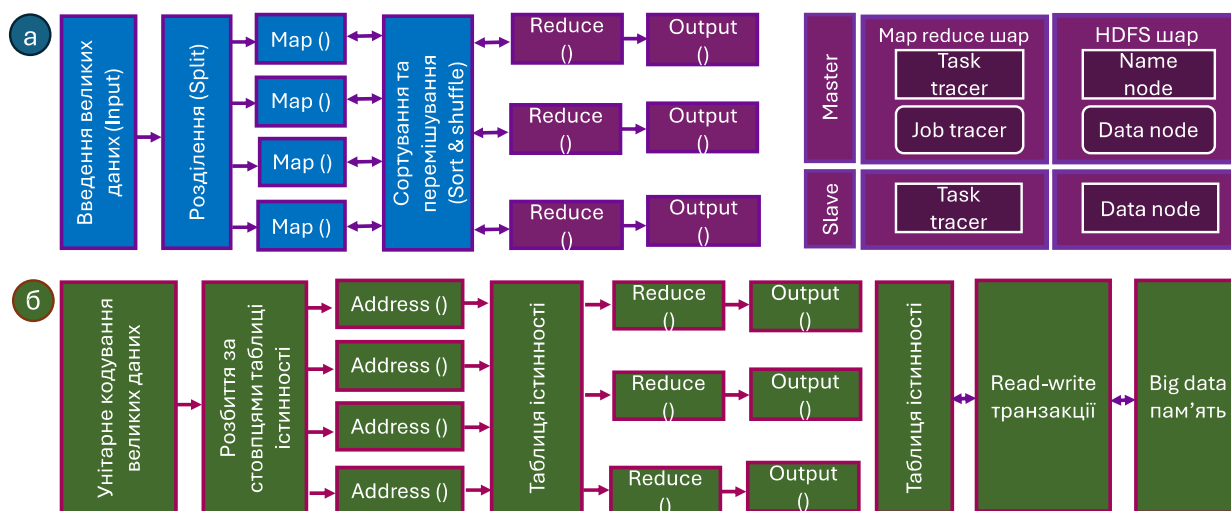 а
Введення великих
даних (Input)
Розділення (Split)
Map ()
Map ()
Map ()
Map ()
Сортування та
перемішування
(Sort & shuffle)
Reduce
()
Output
()
Reduce
()
Output
()
Reduce
()
Output
()
Master
Slave
Map reduce шар
Task
tracer
Job tracer
Task
tracer
HDFS шар
Name
node
Data node
Data node
б
Унітарне кодування
великих даних
Розбиття за
стовпцями таблиці
істинності
Address ()
Address ()
Address ()
Address ()
Таблиця істинності
Reduce
()
Output
()
Reduce
()
Output
()
Reduce
()
Output
()
Таблиця істинності
Read-write
транзакції
Big data
пам’ять